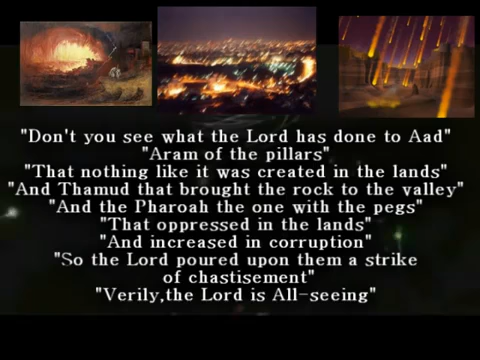 "Don't you see what the Lord has done to Aad"
"Aram of the pillars"
"That nothing like it was created in the lands"
"And Thamud that brought the rock to the valley"
"And the Pharoah the one with the pegs"
"That oppressed in the lands"
"And increased in corruption"
"So the Lord poured upon them a strike
of chastisement"
"Verily,the Lord is All-seeing"